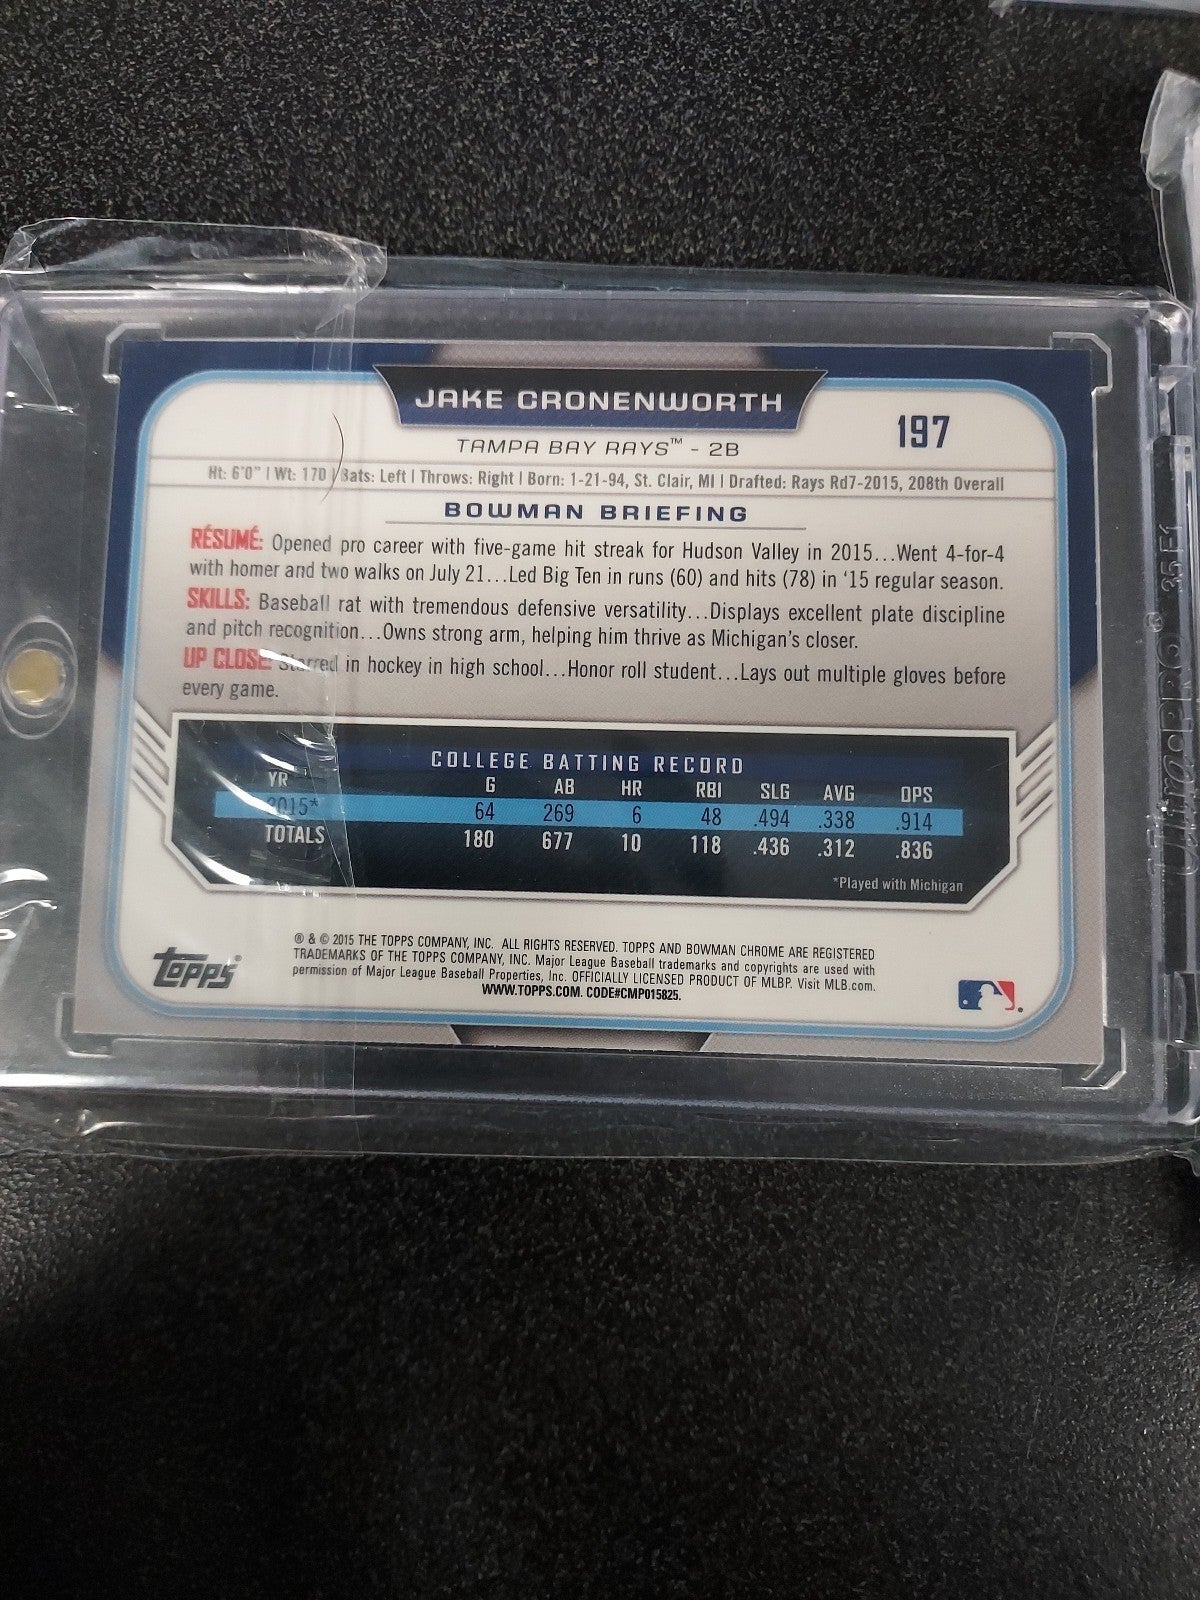 JAKE CRONENWORTH
197
TAMPA BAY RAYS™ - 2B
Ht: 6'0" | Wt: 170 | Bats: Left | Throws: Right | Born: 1-21-94, St. Clair, MI | Drafted: Rays Rd7-2015, 208th Overall
BOWMAN BRIEFING
RÉSUMÉ: Opened pro career with five-game hit streak for Hudson Valley in 2015...Went 4-for-4
with homer and two walks on July 21...Led Big Ten in runs (60) and hits (78) in '15 regular season.
SKILLS: Baseball rat with tremendous defensive versatility...Displays excellent plate discipline
and pitch recognition...Owns strong arm, helping him thrive as Michigan's closer.
UP CLOSE: Starred in hockey in high school...Honor roll student...Lays out multiple gloves before
every game.
COLLEGE BATTING RECORD
YR G AB HR RBI SLG AVG OPS
2015* 64 269 6 48 .494 .338 .914
TOTALS 180 677 10 118 .436 .312 .836
*Played with Michigan
® & © 2015 THE TOPPS COMPANY, INC. ALL RIGHTS RESERVED. TOPPS AND BOWMAN CHROME ARE REGISTERED
TRADEMARKS OF THE TOPPS COMPANY, INC. Major League Baseball trademarks and copyrights are used with
permission of Major League Baseball Properties, Inc. OFFICIALLY LICENSED PRODUCT OF MLBP. Visit MLB.com.
WWW.TOPPS.COM. CODE#CMP015825.
Topps®